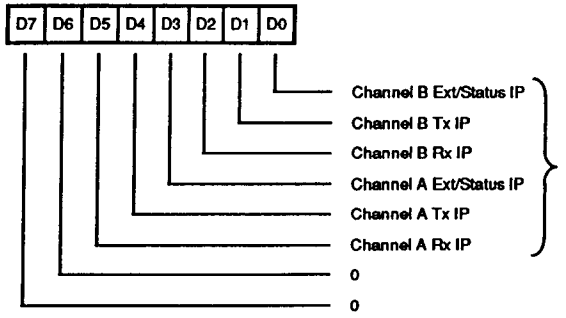 D7 D6 D5 D4 D3 D2 D1 D0
Channel B Ext/Status IP
Channel B Tx IP
Channel B Rx IP
Channel A Ext/Status IP
Channel A Tx IP
Channel A Rx IP
0
0